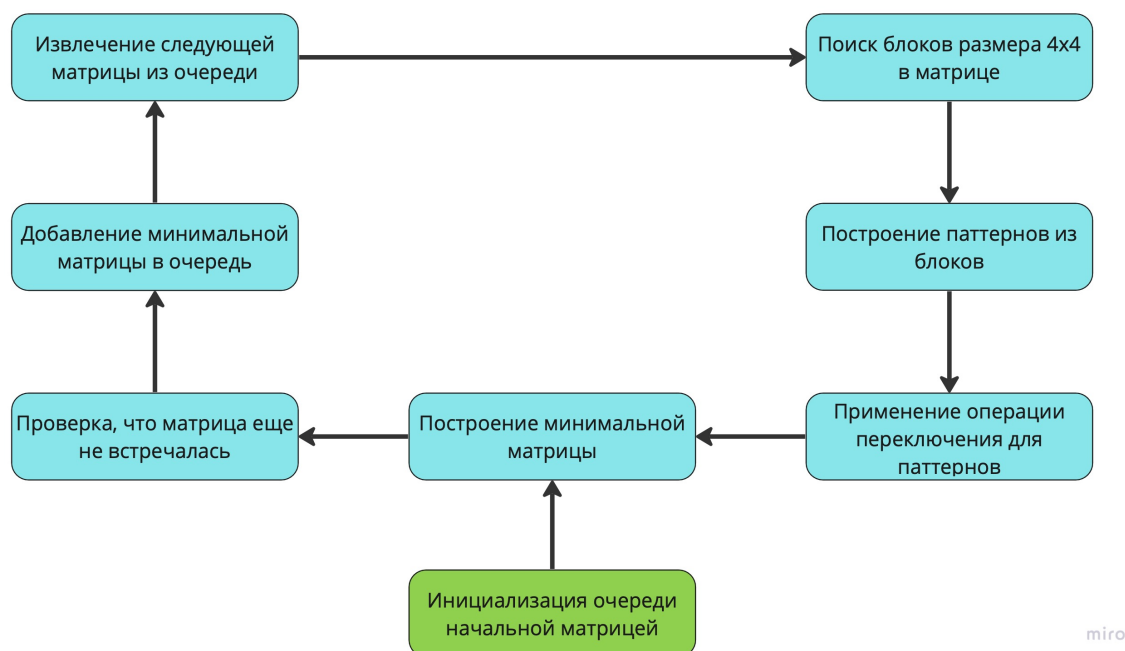 Извлечение следующей
матрицы из очереди
Поиск блоков размера 4x4
в матрице
Добавление минимальной
матрицы в очередь
Построение паттернов из
блоков
Проверка, что матрица еще
не встречалась
Построение минимальной
матрицы
Применение операции
переключения для
паттернов
Инициализация очереди
начальной матрицей
miro